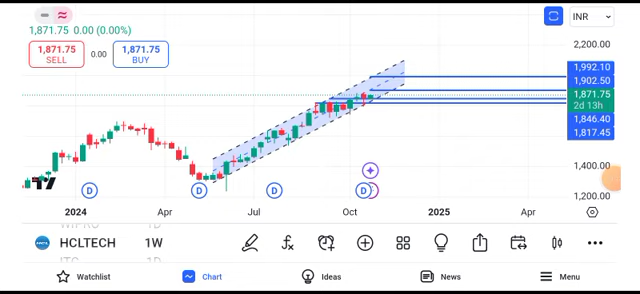 INR
1,871.75 0.00 (0.00%)
1,871.75
SELL
0.00
1,871.75
BUY
2,200.00
1,992.10
1,902.50
1,871.75
2d 13h
1,846.40
1,817.45
1,400.00
1,200.00
D
D
D
D
2024
Apr
Jul
Oct
2025
Apr
HCL
HCLTECH
1W
Watchlist
Chart
Ideas
News
Menu